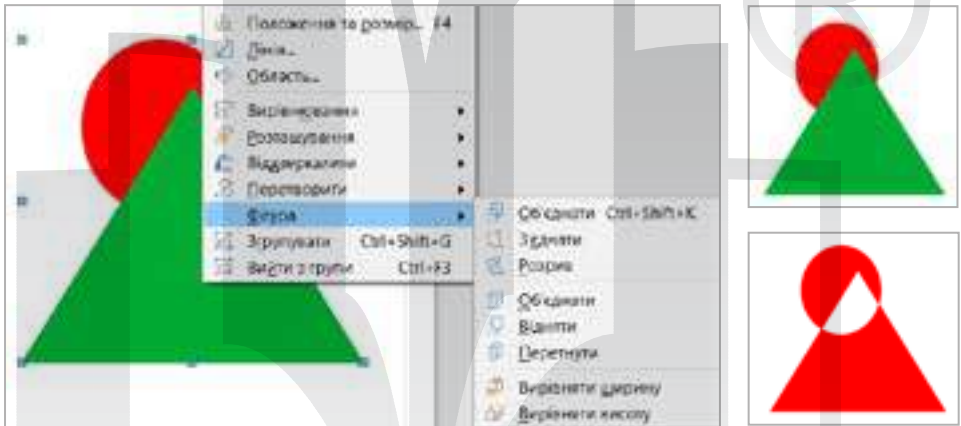 Положення та розмір... F4
Лінія...
Область...
Вирівнювання
Розташування
Віддзеркалити
Перетворити
Фігура
Згрупувати Ctrl+Shift+G
Вийти з групи Ctrl+F3
Об'єднати Ctrl+Shift+K
З'єднати
Розрив
Об'єднати
Відняти
Перетнути
Вирівняти ширину
Вирівняти висоту